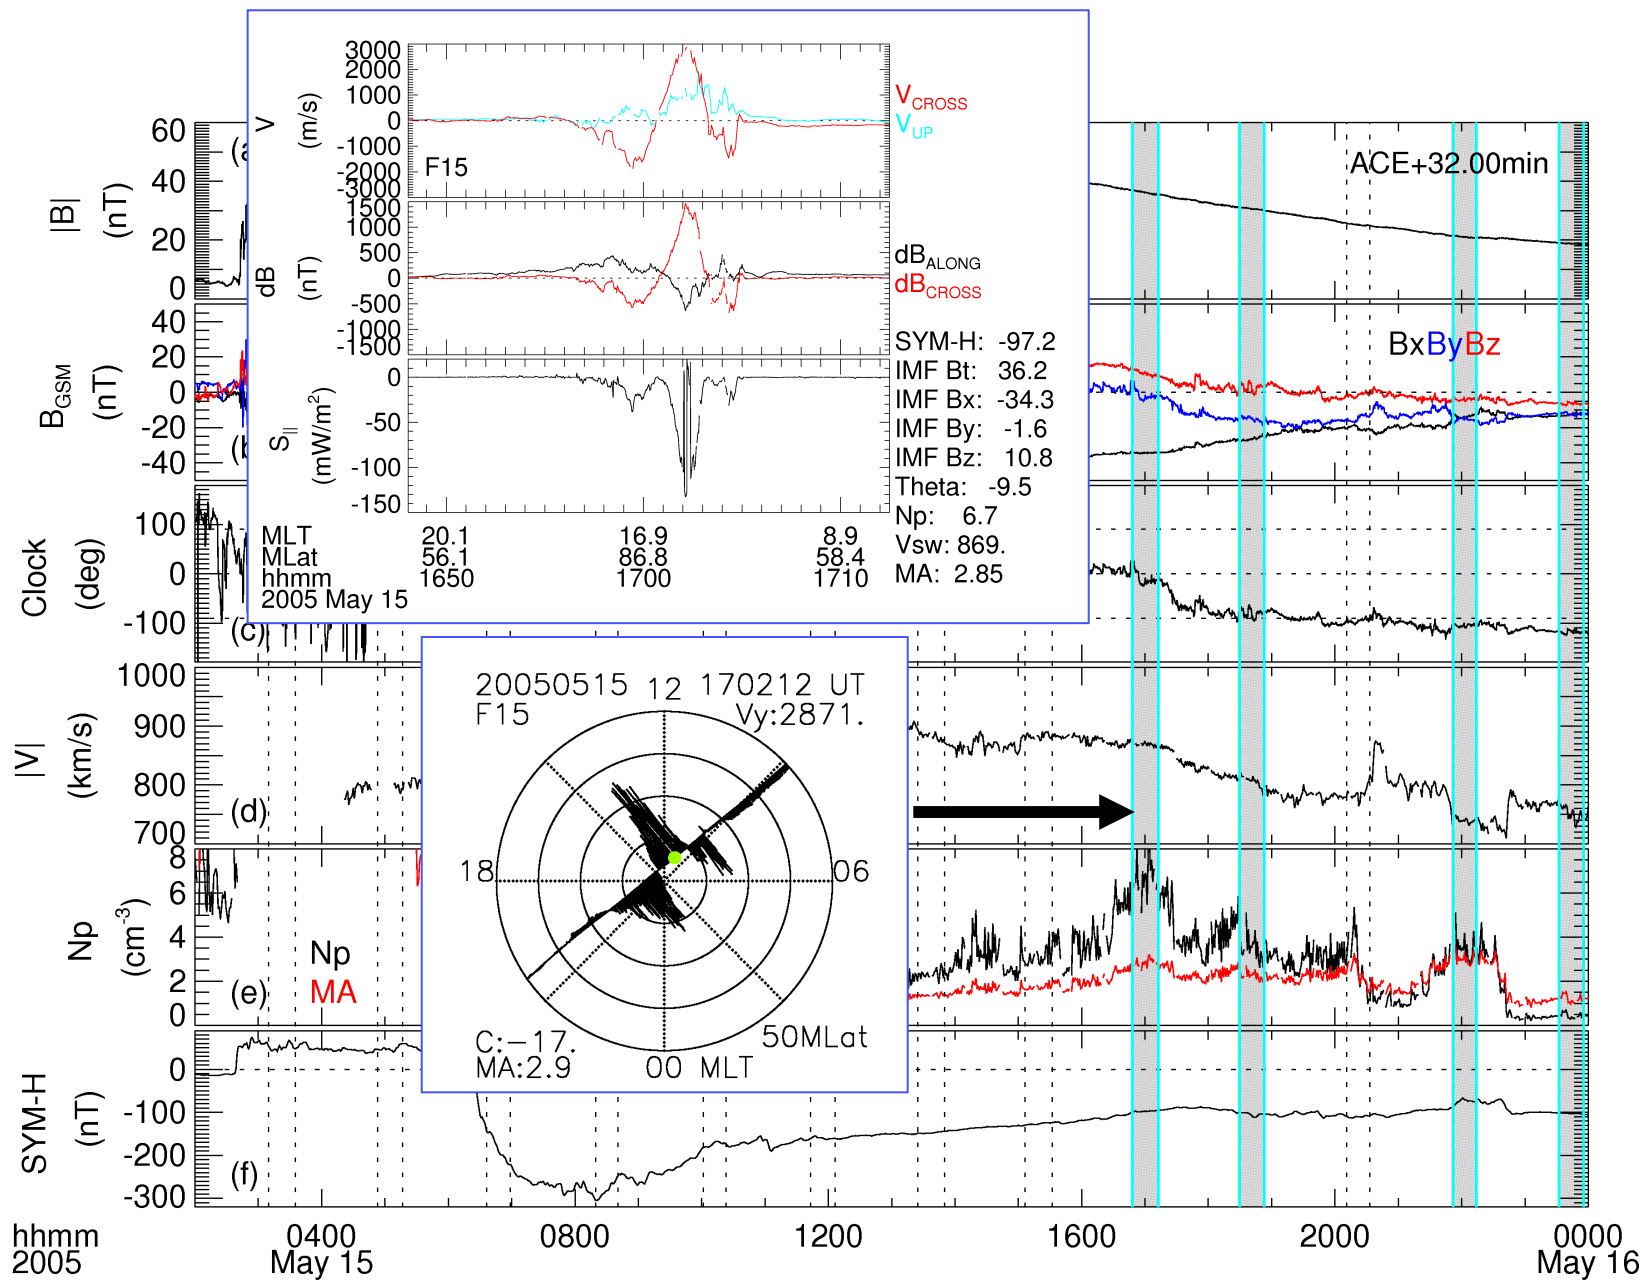 3000
2000
1000
0
-1000
-2000
-3000
V
(m/s)
F15
VCROSS
VUP
1500
1000
500
0
-500
-1000
-1500
dB
(nT)
dBALONG
dBCROSS
0
-50
-100
-150
S||
(mW/m2)
SYM-H: -97.2
IMF Bt: 36.2
IMF Bx: -34.3
IMF By: -1.6
IMF Bz: 10.8
Theta: -9.5
Np: 6.7
Vsw: 869.
MA: 2.85
MLT 20.1 16.9 8.9
MLat 56.1 86.8 58.4
hhmm 1650 1700 1710
2005 May 15
60
40
20
0
|B|
(nT)
ACE+32.00min
40
20
0
-20
-40
BGSM
(nT)
BxByBz
100
0
-100
Clock
(deg)
(c)
1000
900
800
700
|V|
(km/s)
(d)
20050515 12 170212 UT
F15 Vy:2871.
18 06
C:-17. 50MLat
MA:2.9 00 MLT
8
6
4
2
0
Np
(cm-3)
Np
MA
(e)
0
-100
-200
-300
SYM-H
(nT)
(f)
hhmm 0400 0800 1200 1600 2000 0000
2005 May 15 May 16